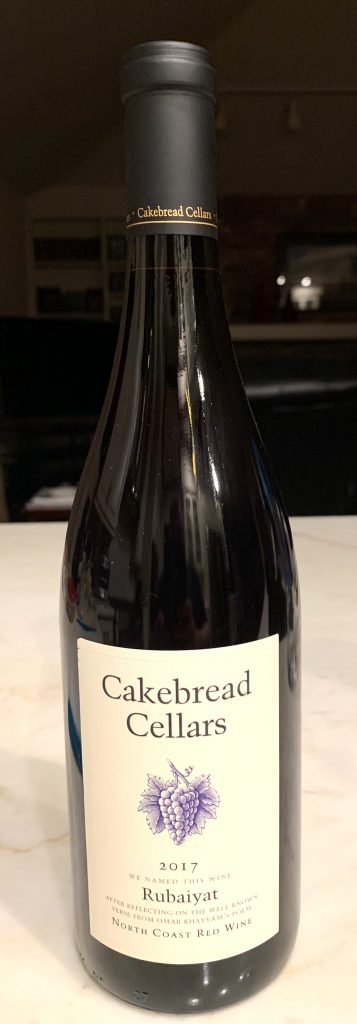 · Cakebread Cellars ·
Cakebread
Cellars
2017
WE NAMED THIS WINE
Rubaiyat
AFTER REFLECTING ON THE WELL KNOWN
VERSE FROM OMAR KHAYYÁM'S POEM
NORTH COAST RED WINE